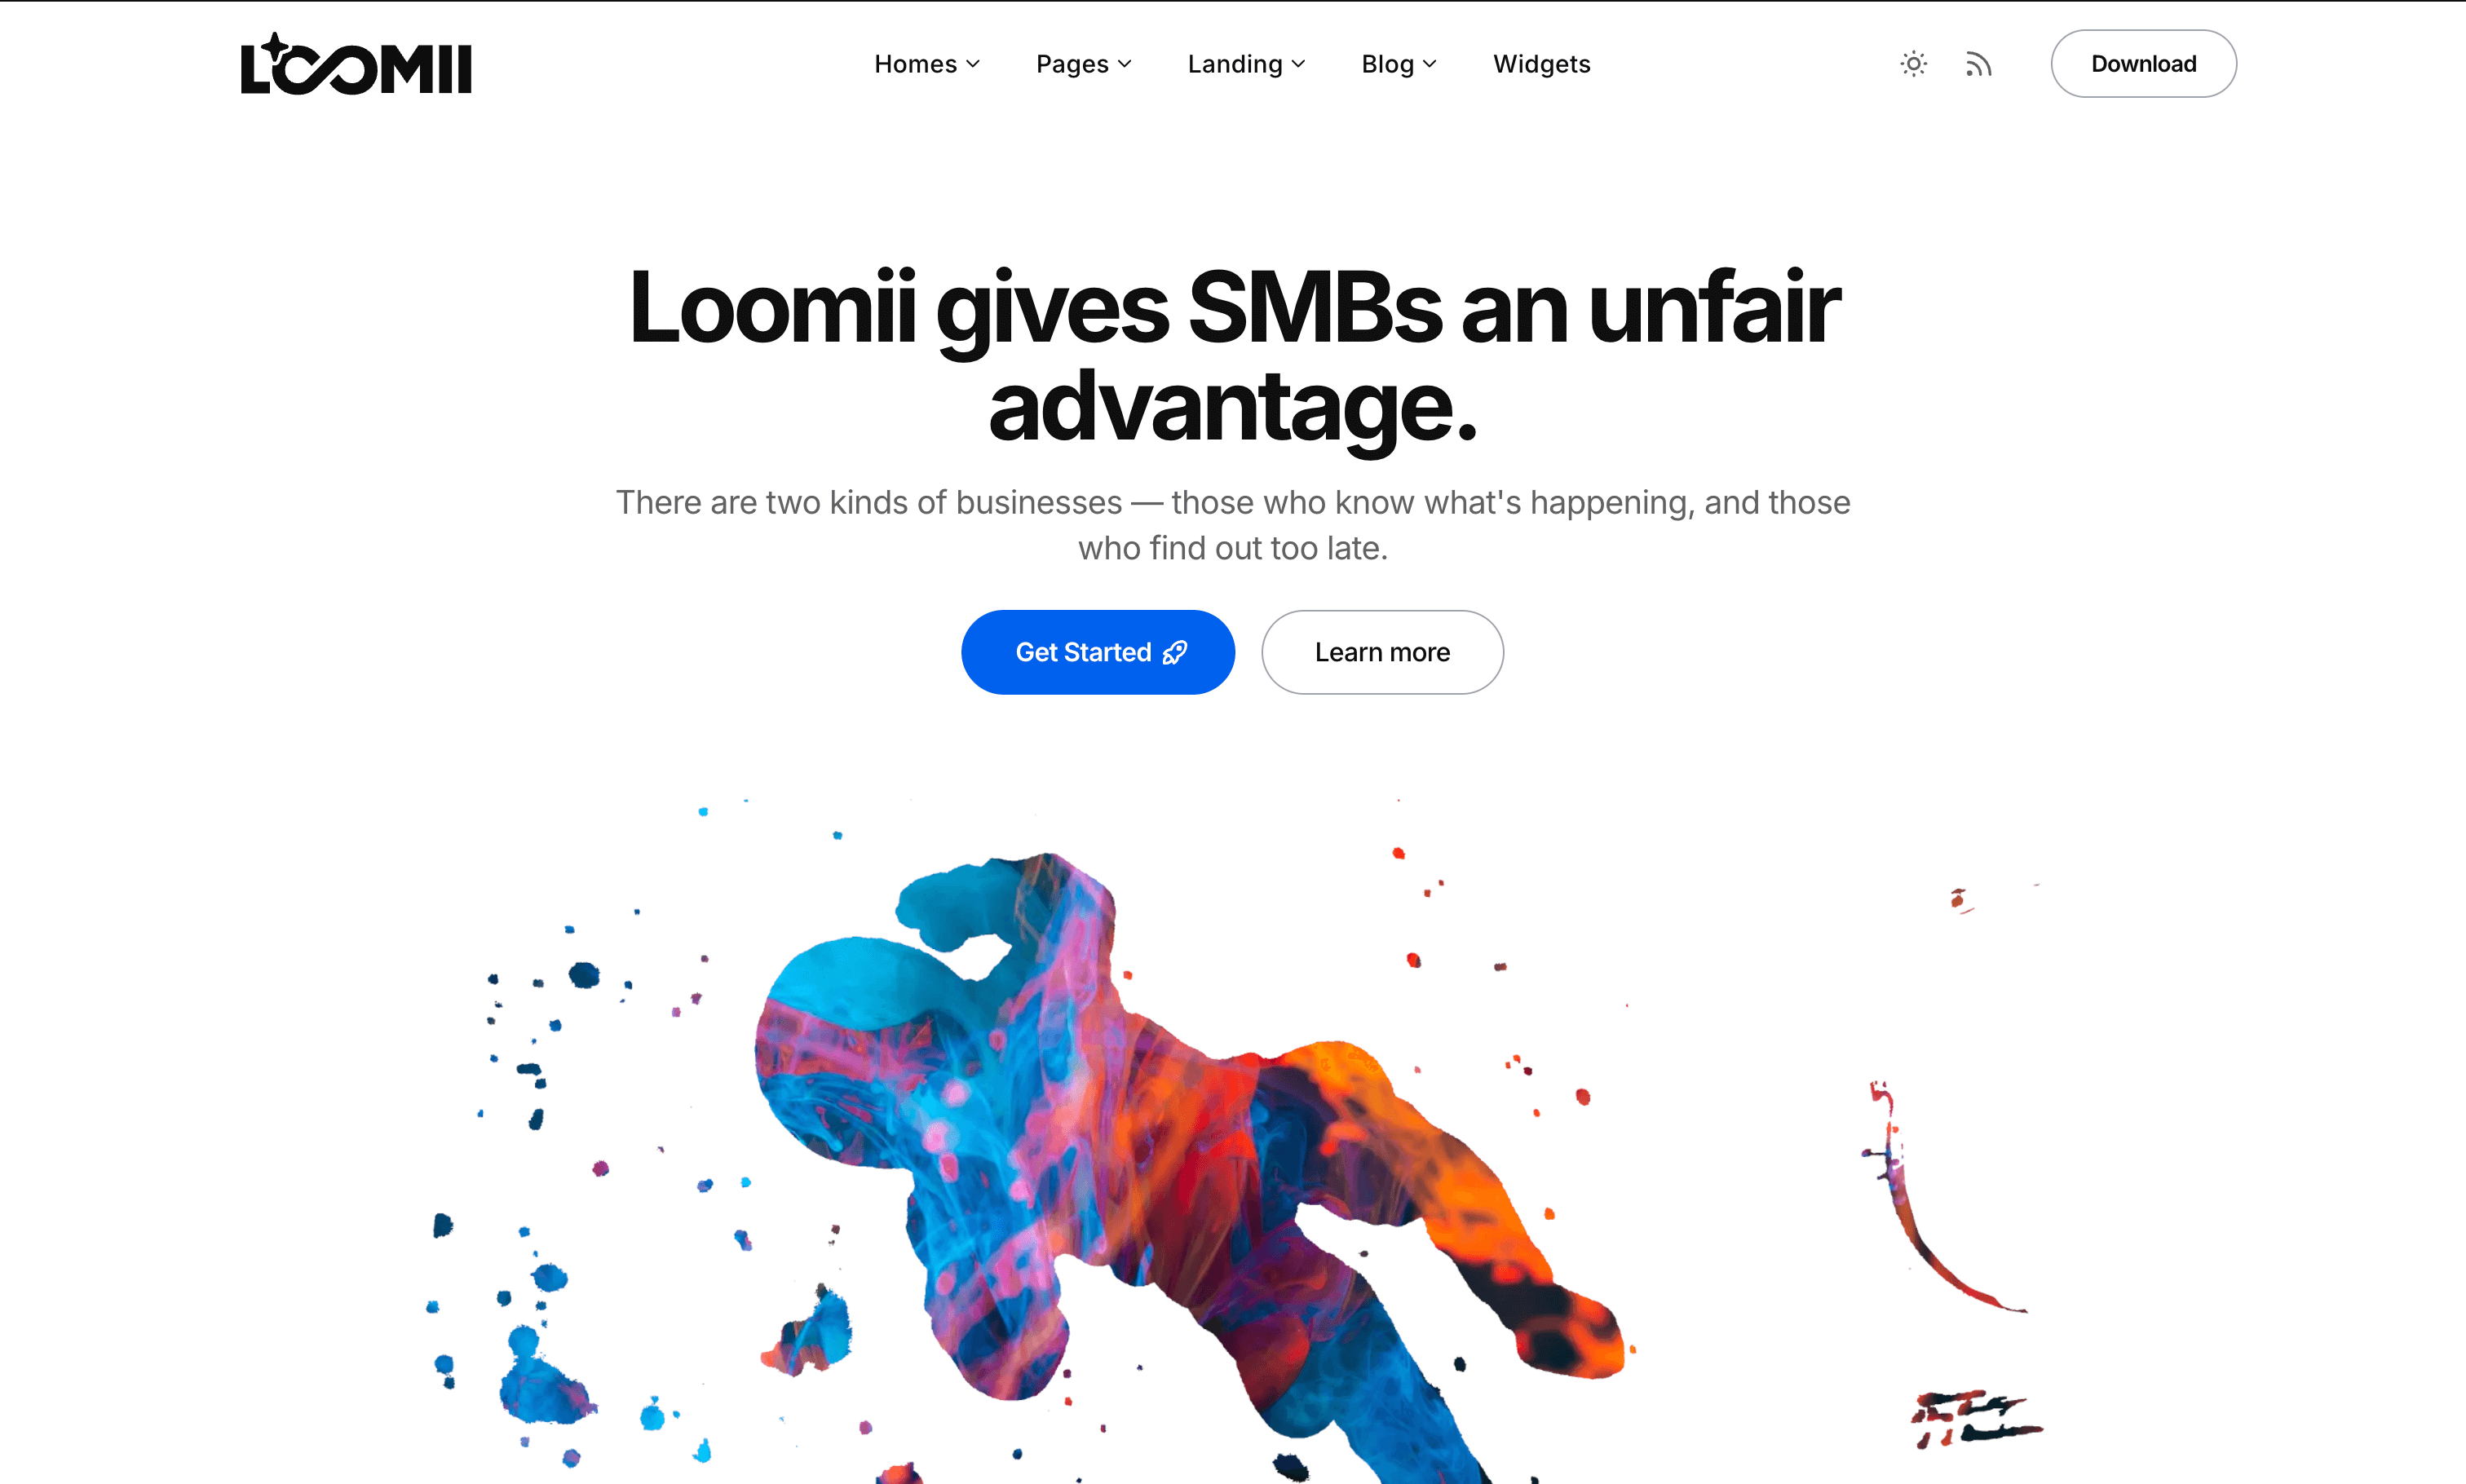 LOOMII
Homes
Pages
Landing
Blog
Widgets
Download
Loomii gives SMBs an unfair
advantage.
There are two kinds of businesses — those who know what's happening, and those
who find out too late.
Get Started
Learn more